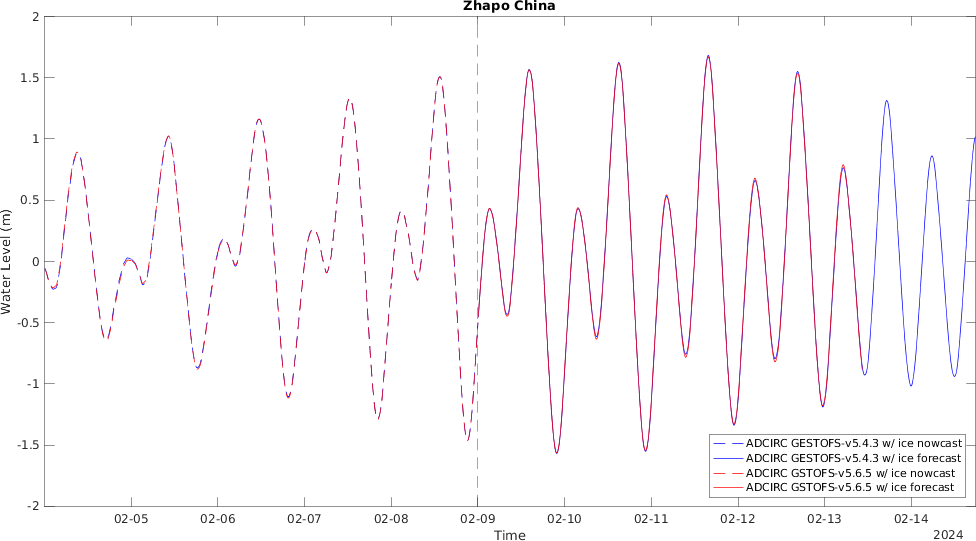 Zhapo China
2
1.5
1
0.5
0
-0.5
-1
-1.5
-2
Water Level (m)
02-05 02-06 02-07 02-08 02-09 02-10 02-11 02-12 02-13 02-14
Time
2024
ADCIRC GESTOFS-v5.4.3 w/ ice nowcast
ADCIRC GESTOFS-v5.4.3 w/ ice forecast
ADCIRC GSTOFS-v5.6.5 w/ ice nowcast
ADCIRC GSTOFS-v5.6.5 w/ ice forecast